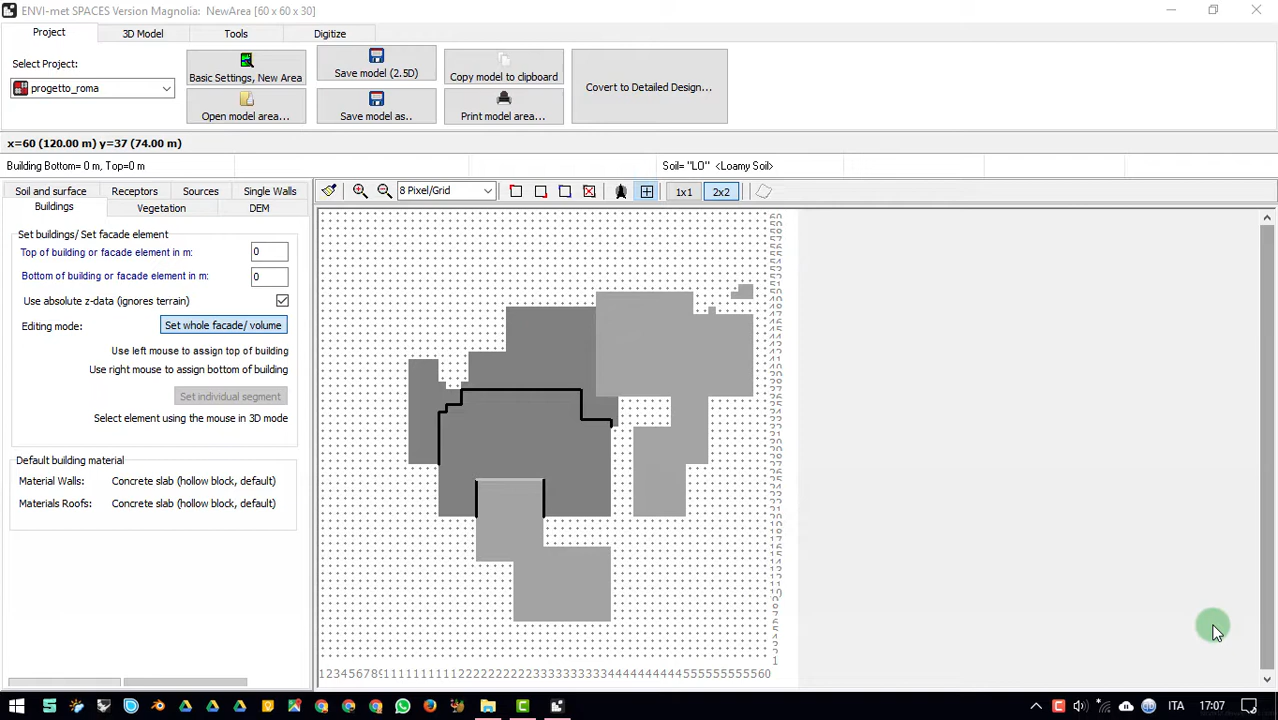 ENVI-met SPACES Version Magnolia: NewArea [60 x 60 x 30]
Project 3D Model Tools Digitize
Select Project:
progetto_roma
Basic Settings, New Area
Save model (2.5D)
Copy model to clipboard
Covert to Detailed Design...
Open model area...
Save model as..
Print model area...
x=60 (120.00 m) y=37 (74.00 m)
Building Bottom= 0 m, Top=0 m
Soil= "LO" <Loamy Soil>
Soil and surface Receptors Sources Single Walls
Buildings Vegetation DEM
8 Pixel/Grid 1x1 2x2
Set buildings/ Set facade element
Top of building or facade element in m: 0
Bottom of building or facade element in m: 0
Use absolute z-data (ignores terrain)
Editing mode: Set whole facade/ volume
Use left mouse to assign top of building
Use right mouse to assign bottom of building
Set individual segment
Select element using the mouse in 3D mode
Default building material
Material Walls: Concrete slab (hollow block, default)
Materials Roofs: Concrete slab (hollow block, default)
ITA 17:07